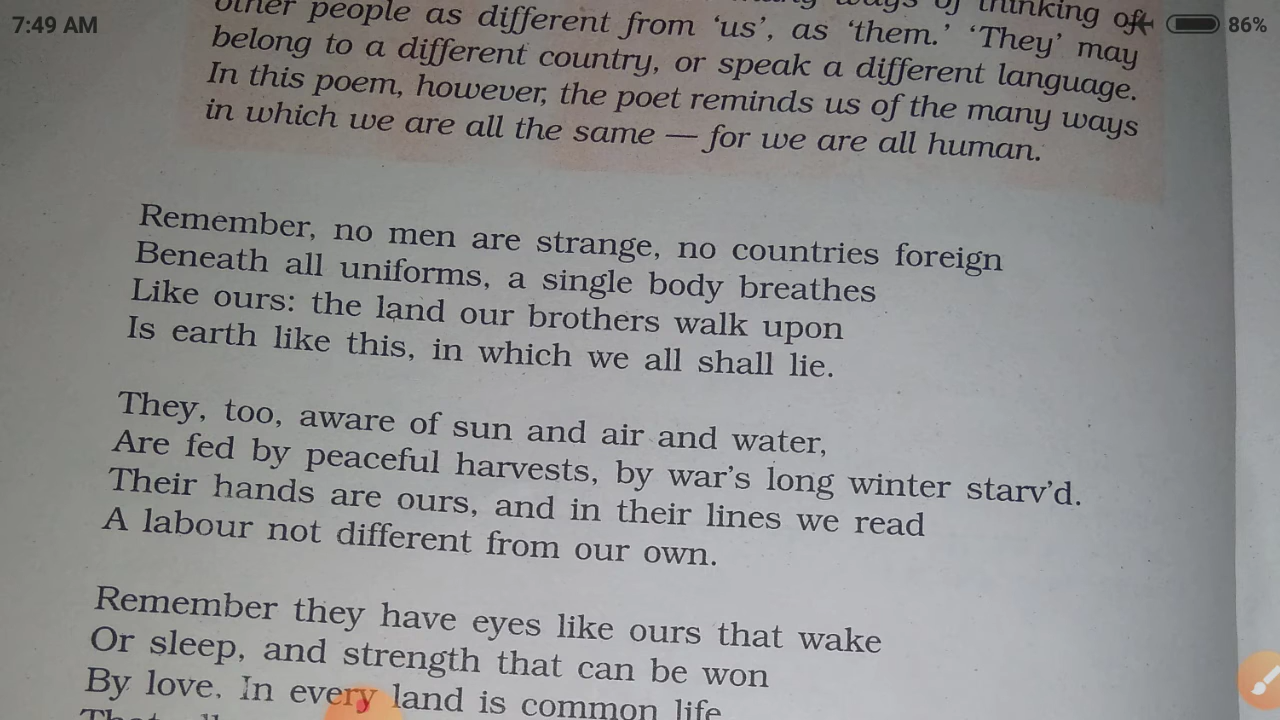 7:49 AM
86%
of thinking of
other people as different from ‘us’, as ‘them.’ ‘They’ may
belong to a different country, or speak a different language.
In this poem, however, the poet reminds us of the many ways
in which we are all the same — for we are all human.
Remember, no men are strange, no countries foreign
Beneath all uniforms, a single body breathes
Like ours: the land our brothers walk upon
Is earth like this, in which we all shall lie.
They, too, aware of sun and air and water,
Are fed by peaceful harvests, by war’s long winter starv’d.
Their hands are ours, and in their lines we read
A labour not different from our own.
Remember they have eyes like ours that wake
Or sleep, and strength that can be won
By love. In every land is common life